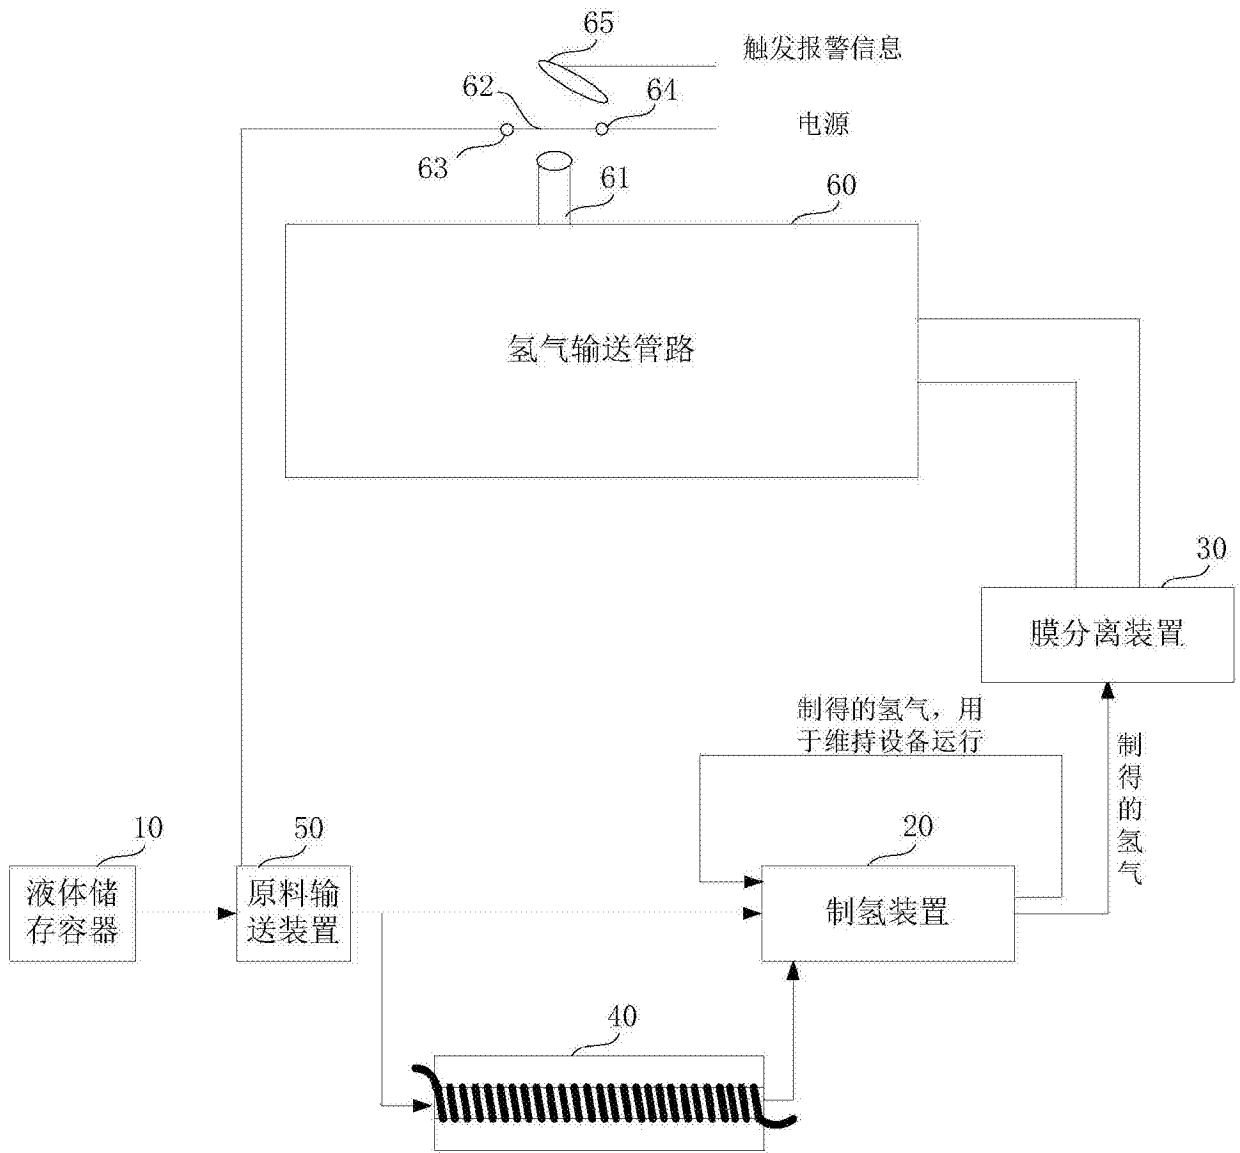 65
触发报警信息
62
64
电源
63
61
60
氢气输送管路
30
膜分离装置
制得的氢气，用
于维持设备运行
制
得
的
氢
气
10
50
20
液体储
存容器
原料输
送装置
制氢装置
40